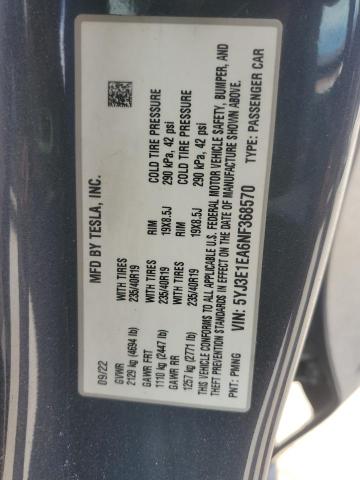 MFD BY TESLA, INC.
09/22
GVWR
2129 kg (4694 lb)
WITH TIRES
235/40R19
RIM
19X8.5J
COLD TIRE PRESSURE
290 kPa, 42 psi
GAWR FRT
1110 kg (2447 lb)
WITH TIRES
235/40R19
RIM
19X8.5J
COLD TIRE PRESSURE
290 kPa, 42 psi
GAWR RR
1257 kg (2771 lb)
WITH TIRES
235/40R19
THIS VEHICLE CONFORMS TO ALL APPLICABLE U.S. FEDERAL MOTOR VEHICLE SAFETY, BUMPER, AND
THEFT PREVENTION STANDARDS IN EFFECT ON THE DATE OF MANUFACTURE SHOWN ABOVE.
VIN: 5YJ3E1EA6NF368570
TYPE: PASSENGER CAR
PNT: PMNG